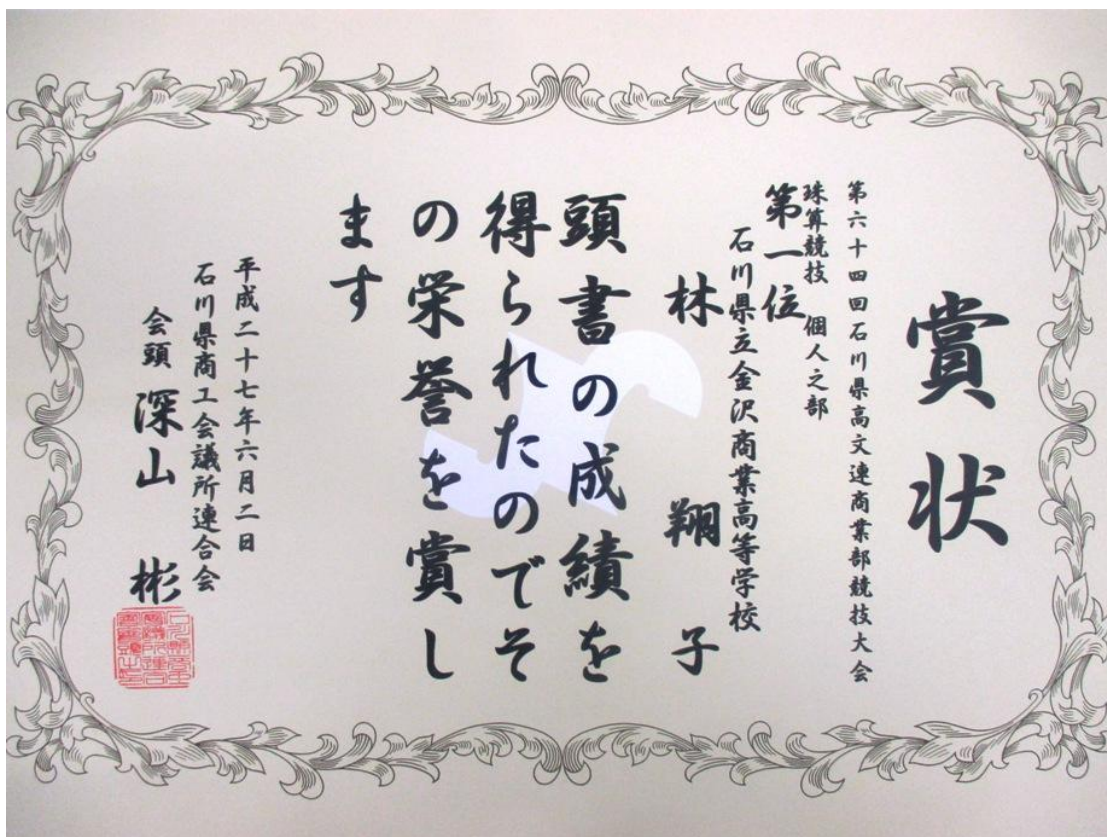 賞状
第六十四回石川県高文連商業部競技大会
珠算競技 個人之部
第一位
石川県立金沢商業高等学校
林 翔子
頭書の成績を
得られたのでそ
の栄誉を賞し
ます
平成二十七年六月二日
石川県商工会議所連合会
会頭 深山 彬